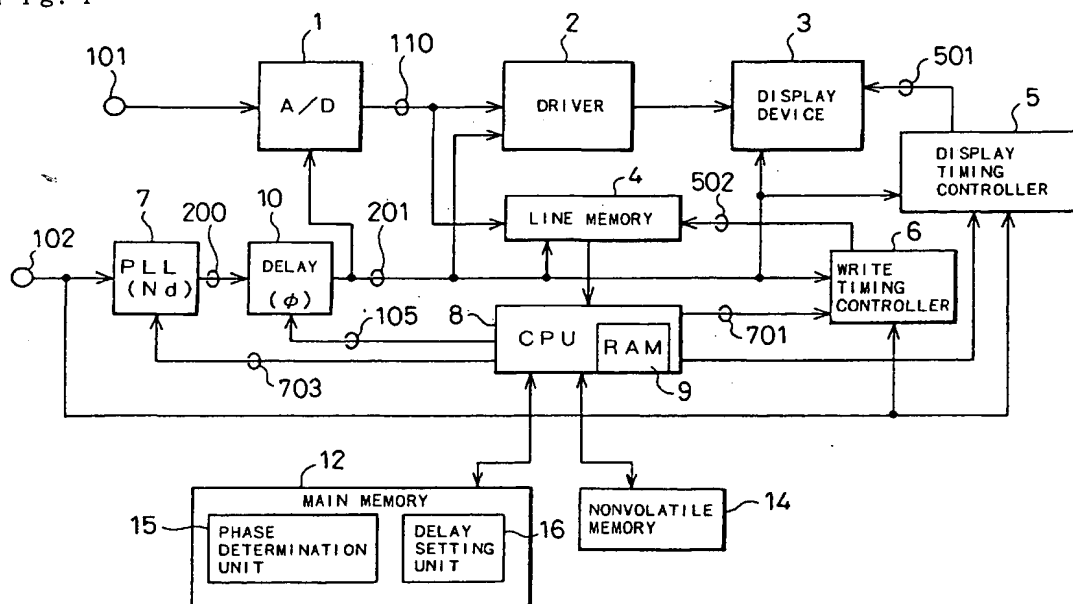 1
2
3
101
110
501
5
A/D
DRIVER
DISPLAY
DEVICE
DISPLAY
TIMING
CONTROLLER
4
502
LINE MEMORY
6
7
200
10
201
102
PLL
(Nd)
DELAY
(φ)
WRITE
TIMING
CONTROLLER
105
8
CPU
RAM
701
703
9
12
MAIN MEMORY
15
PHASE
DETERMINATION
UNIT
16
DELAY
SETTING
UNIT
NONVOLATILE
MEMORY
14